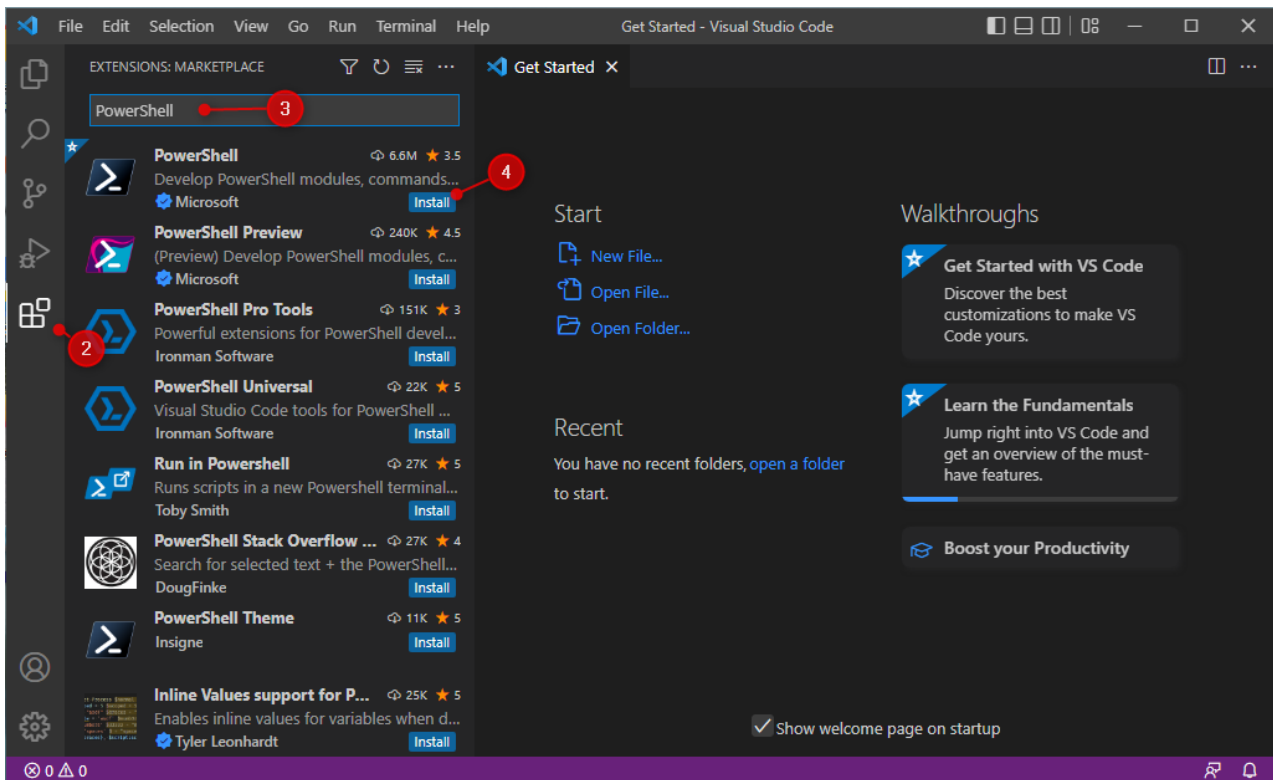 File Edit Selection View Go Run Terminal Help
Get Started - Visual Studio Code
EXTENSIONS: MARKETPLACE
Get Started
PowerShell
3
PowerShell 6.6M ★ 3.5
Develop PowerShell modules, commands...
Microsoft Install
4
PowerShell Preview 240K ★ 4.5
(Preview) Develop PowerShell modules, c...
Microsoft Install
PowerShell Pro Tools 151K ★ 3
Powerful extensions for PowerShell devel...
Ironman Software Install
2
PowerShell Universal 22K ★ 5
Visual Studio Code tools for PowerShell ...
Ironman Software Install
Run in Powershell 27K ★ 5
Runs scripts in a new Powershell terminal...
Toby Smith Install
PowerShell Stack Overflow ... 27K ★ 4
Search for selected text + the PowerShell...
DougFinke Install
PowerShell Theme 11K ★ 5
Insigne Install
Inline Values support for P... 25K ★ 5
Enables inline values for variables when d...
Tyler Leonhardt Install
Start
New File...
Open File...
Open Folder...
Recent
You have no recent folders, open a folder
to start.
Walkthroughs
Get Started with VS Code
Discover the best
customizations to make VS
Code yours.
Learn the Fundamentals
Jump right into VS Code and
get an overview of the must-
have features.
Boost your Productivity
Show welcome page on startup
0 0